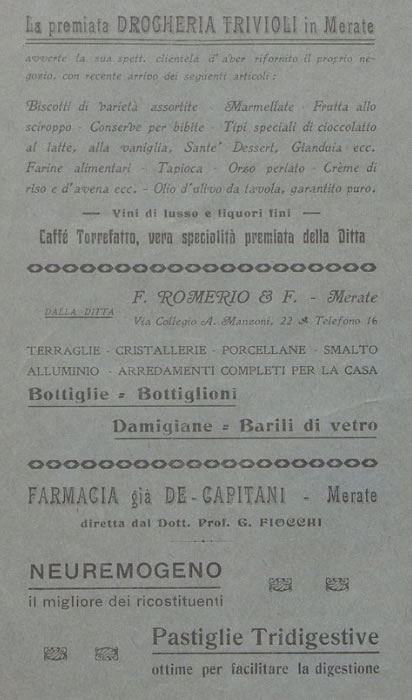 La premiata DROGHERIA TRIVIOLI in Merate
avverte la sua spett. clientela d'aver rifornito il proprio ne-
gozio, con recente arrivo dei seguenti articoli:
Biscotti di varietà assortite - Marmellate - Frutta allo
sciroppo - Conserve per bibite - Tipi speciali di cioccolatto
al latte, alla vaniglia, Santè Dessert, Gianduia ecc.
Farine alimentari - Tapioca - Orzo perlato - Crème di
riso e d'avena ecc. - Olio d'ulivo da tavola, garantito puro.
— Vini di lusso e liquori fini —
Caffé Torrefatto, vera specialità premiata della Ditta
DALLA DITTA
F. ROMERIO & F. - Merate
Via Collegio A. Manzoni, 22 Telefono 16
TERRAGLIE - CRISTALLERIE - PORCELLANE - SMALTO
ALLUMINIO - ARREDAMENTI COMPLETI PER LA CASA
Bottiglie = Bottiglioni
Damigiane = Barili di vetro
FARMACIA già DE-CAPITANI - Merate
diretta dal Dott. Prof. G. FIOCCHI
NEUREMOGENO
il migliore dei ricostituenti
Pastiglie Tridigestive
ottime per facilitare la digestione